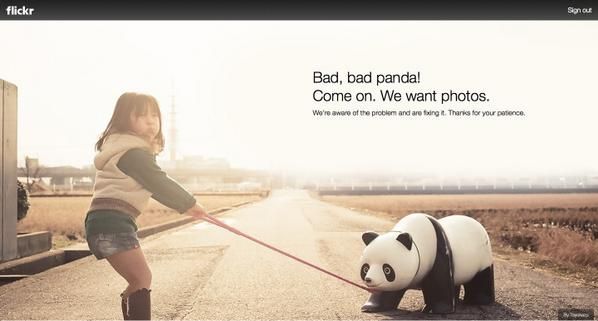 flickr
Sign out
Bad, bad panda!
Come on. We want photos.
We're aware of the problem and are fixing it. Thanks for your patience.
By